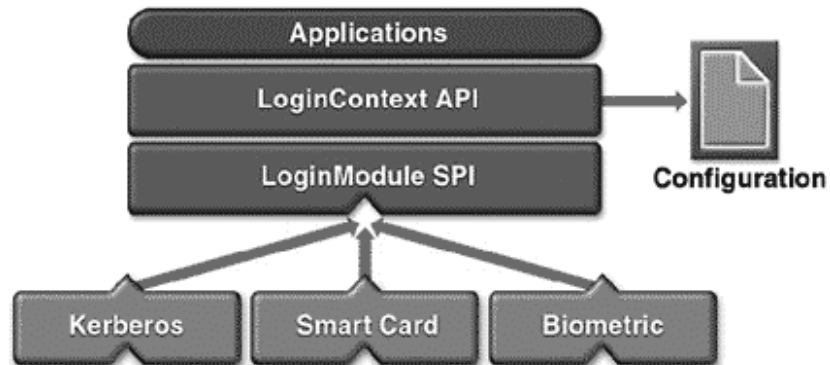 Applications
LoginContext API
LoginModule SPI
Configuration
Kerberos
Smart Card
Biometric